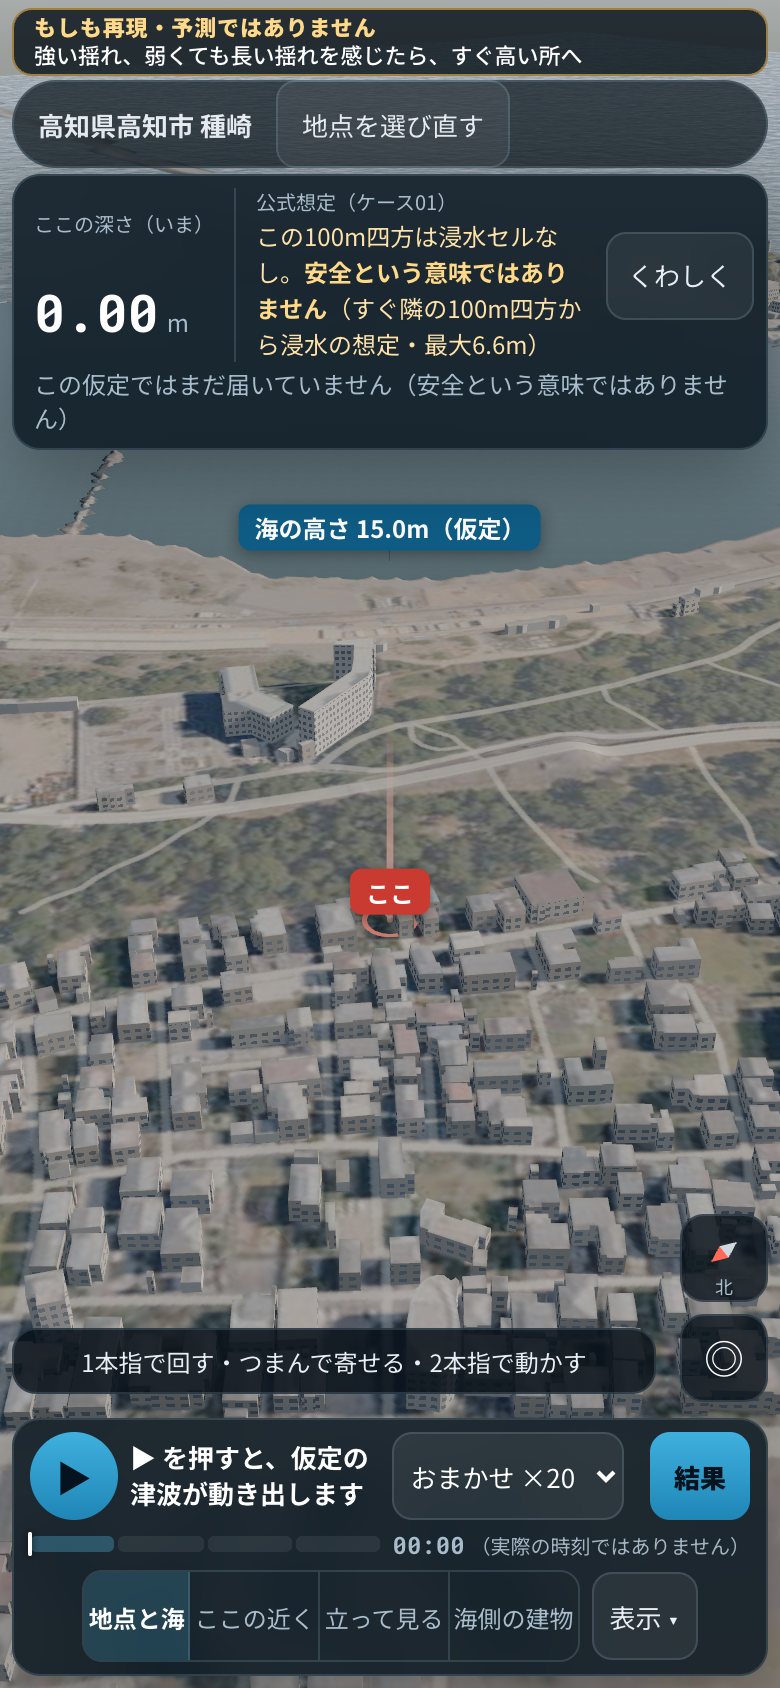 もしも再現・予測ではありません
強い揺れ、弱くても長い揺れを感じたら、すぐ高い所へ
高知県高知市 種崎
地点を選び直す
ここの深さ（いま）
0.00 m
公式想定（ケース01）
この100m四方は浸水セルな
し。安全という意味ではあり
ません（すぐ隣の100m四方か
ら浸水の想定・最大6.6m）
くわしく
この仮定ではまだ届いていません（安全という意味ではありませ
ん）
海の高さ 15.0m（仮定）
ここ
北
1本指で回す・つまんで寄せる・2本指で動かす
▶ を押すと、仮定の
津波が動き出します
おまかせ ×20
結果
00:00 （実際の時刻ではありません）
地点と海
ここの近く
立って見る
海側の建物
表示 ▾